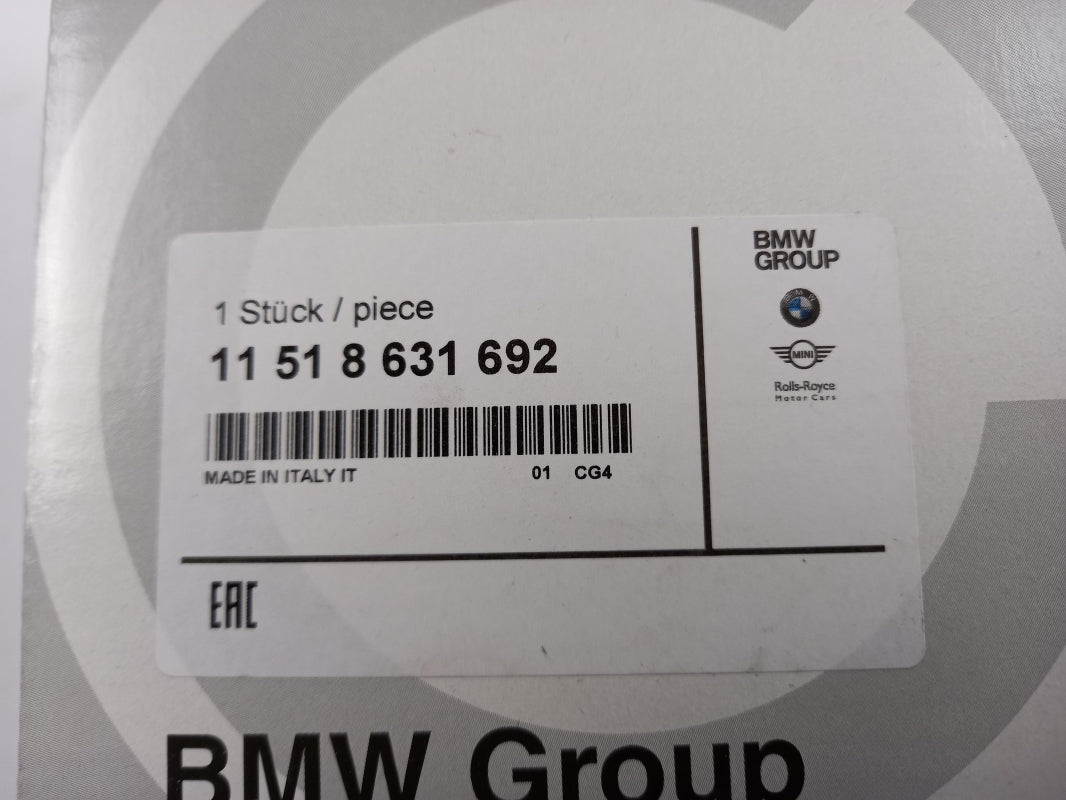 1 Stück / piece
11 51 8 631 692
MADE IN ITALY IT 01 CG4
EAC
BMW
GROUP
MINI
Rolls-Royce
Motor Cars
BMW Group